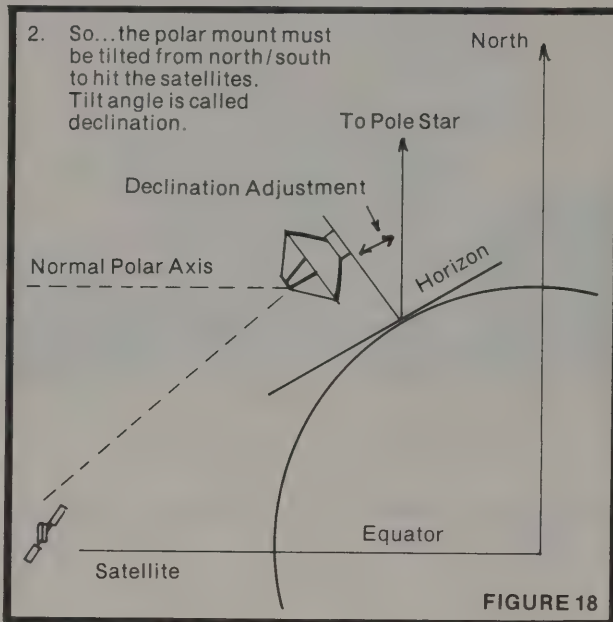 2. So...the polar mount must
be tilted from north/south
to hit the satellites.
Tilt angle is called
declination.
North
To Pole Star
Declination Adjustment
Normal Polar Axis
Horizon
Equator
Satellite
FIGURE 18